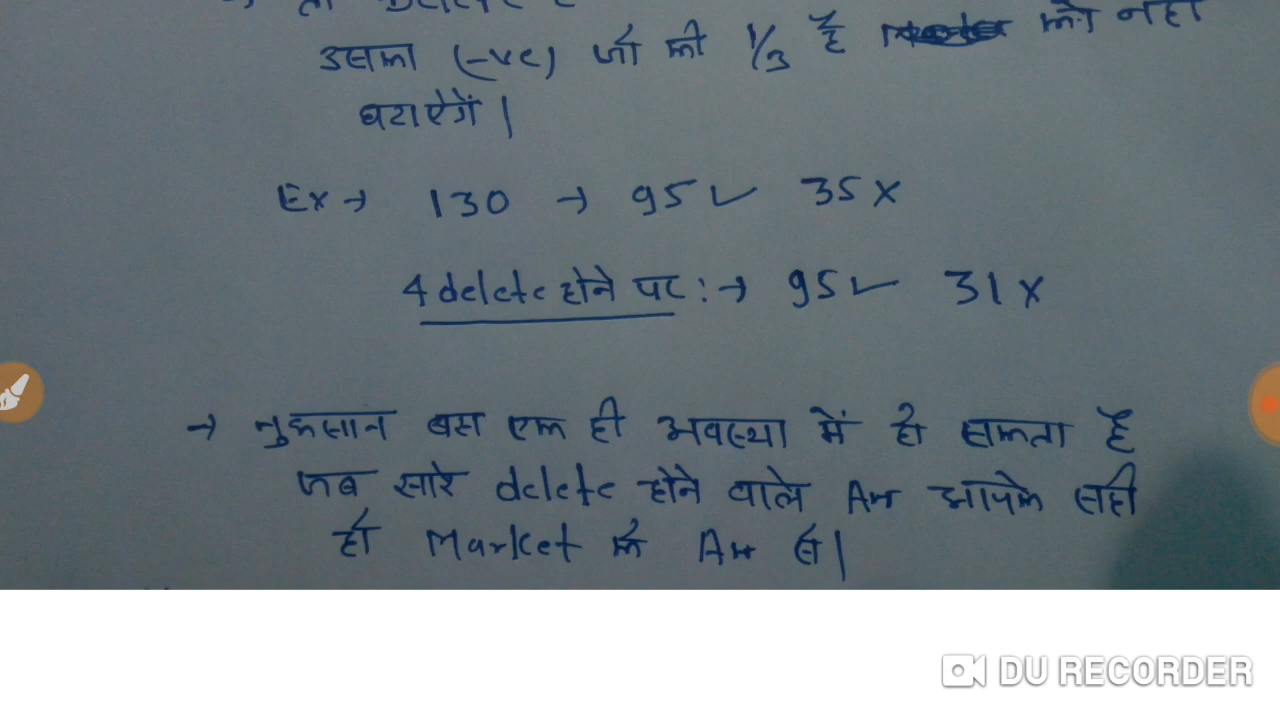 उसका (-ve) जो की 1/3 है को नहीं
घटाऐगें |
Ex → 130 → 95 ✓ 35 ×
4 delete होने पर : → 95 ✓ 31 ×
→ नुकसान बस एक ही अवस्था में हो सकता है
जब सारे delete होने वाले Ans आपके सही
हो Market के Ans से |
DU RECORDER